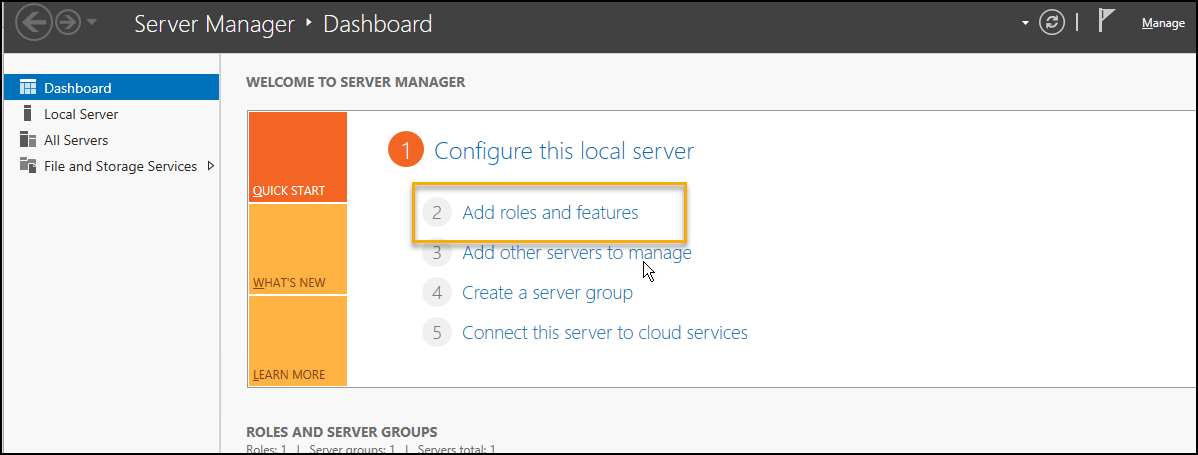 Server Manager ‣ Dashboard
Manage
Dashboard
Local Server
All Servers
File and Storage Services
WELCOME TO SERVER MANAGER
QUICK START
WHAT'S NEW
LEARN MORE
1 Configure this local server
2 Add roles and features
3 Add other servers to manage
4 Create a server group
5 Connect this server to cloud services
ROLES AND SERVER GROUPS
Roles: 1 | Server groups: 1 | Servers total: 1